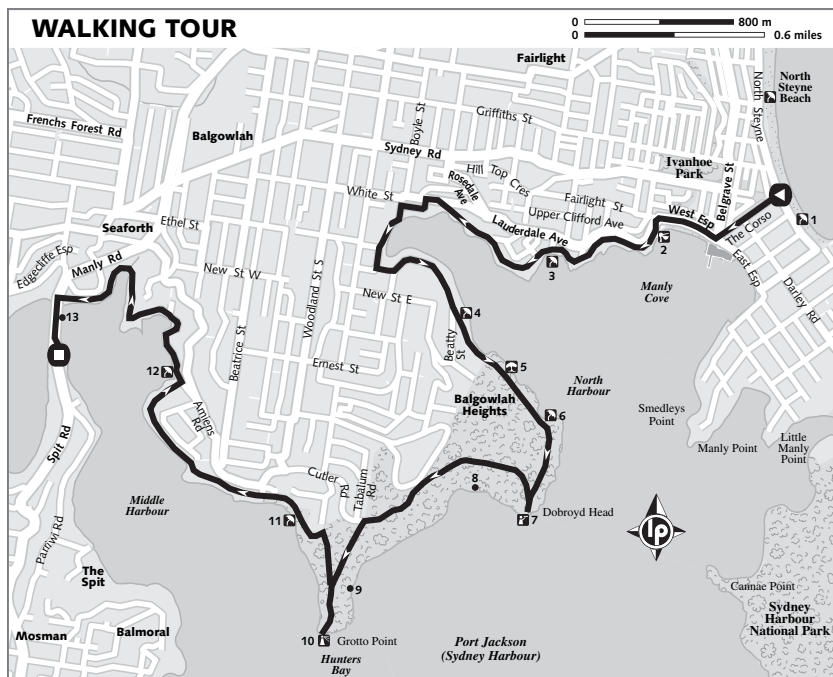 WALKING TOUR
0 800 m
0 0.6 miles
Fairlight
North
Steyne
Beach
North Steyne
Griffiths St
Boyle St
Frenchs Forest Rd
Balgowlah
Sydney Rd
Ivanhoe
Park
Belgrave St
Hill Top Cres
Rosedale
Ave
White St
Fairlight St
Upper Clifford Ave
West Esp
The Corso
1
Ethel St
Seaforth
Lauderdale Ave
2
East Esp
Edgecliffe Esp
Manly Rd
3
New St W
Woodland St S
Manly
Cove
Darley Rd
New St E
13
4
Beatrice St
Beatty
St
12
Ernest St
5
North
Harbour
Balgowlah
Heights
6
Amiens
Rd
Smedleys
Point
Manly Point
Little
Manly
Point
Spit Rd
Cutler Rd
Tabalum
Rd
8
Middle
Harbour
11
7
Dobroyd Head
lp
Parriwi Rd
The
Spit
9
Cannae Point
Sydney
Harbour
National Park
Mosman
Balmoral
10
Grotto Point
Hunters
Bay
Port Jackson
(Sydney Harbour)